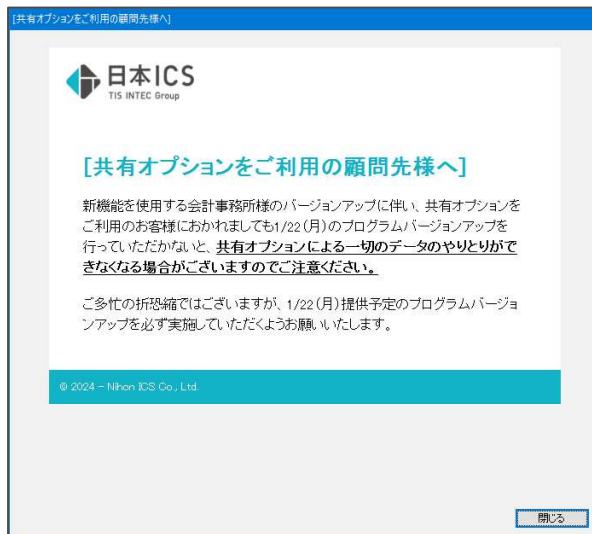 [共有オプションをご利用の顧問先様へ]
日本ICS
TIS INTEC Group
[共有オプションをご利用の顧問先様へ]
新機能を使用する会計事務所様のバージョンアップに伴い、共有オプションを
ご利用のお客様におかれましても1/22(月)のプログラムバージョンアップを
行っていただかないと、共有オプションによる一切のデータのやりとりがで
きなくなる場合がございますのでご注意ください。
ご多忙の折恐縮ではございますが、1/22(月)提供予定のプログラムバージョ
ンアップを必ず実施していただくようお願いいたします。
© 2024 - Nihon ICS Co., Ltd.
閉じる